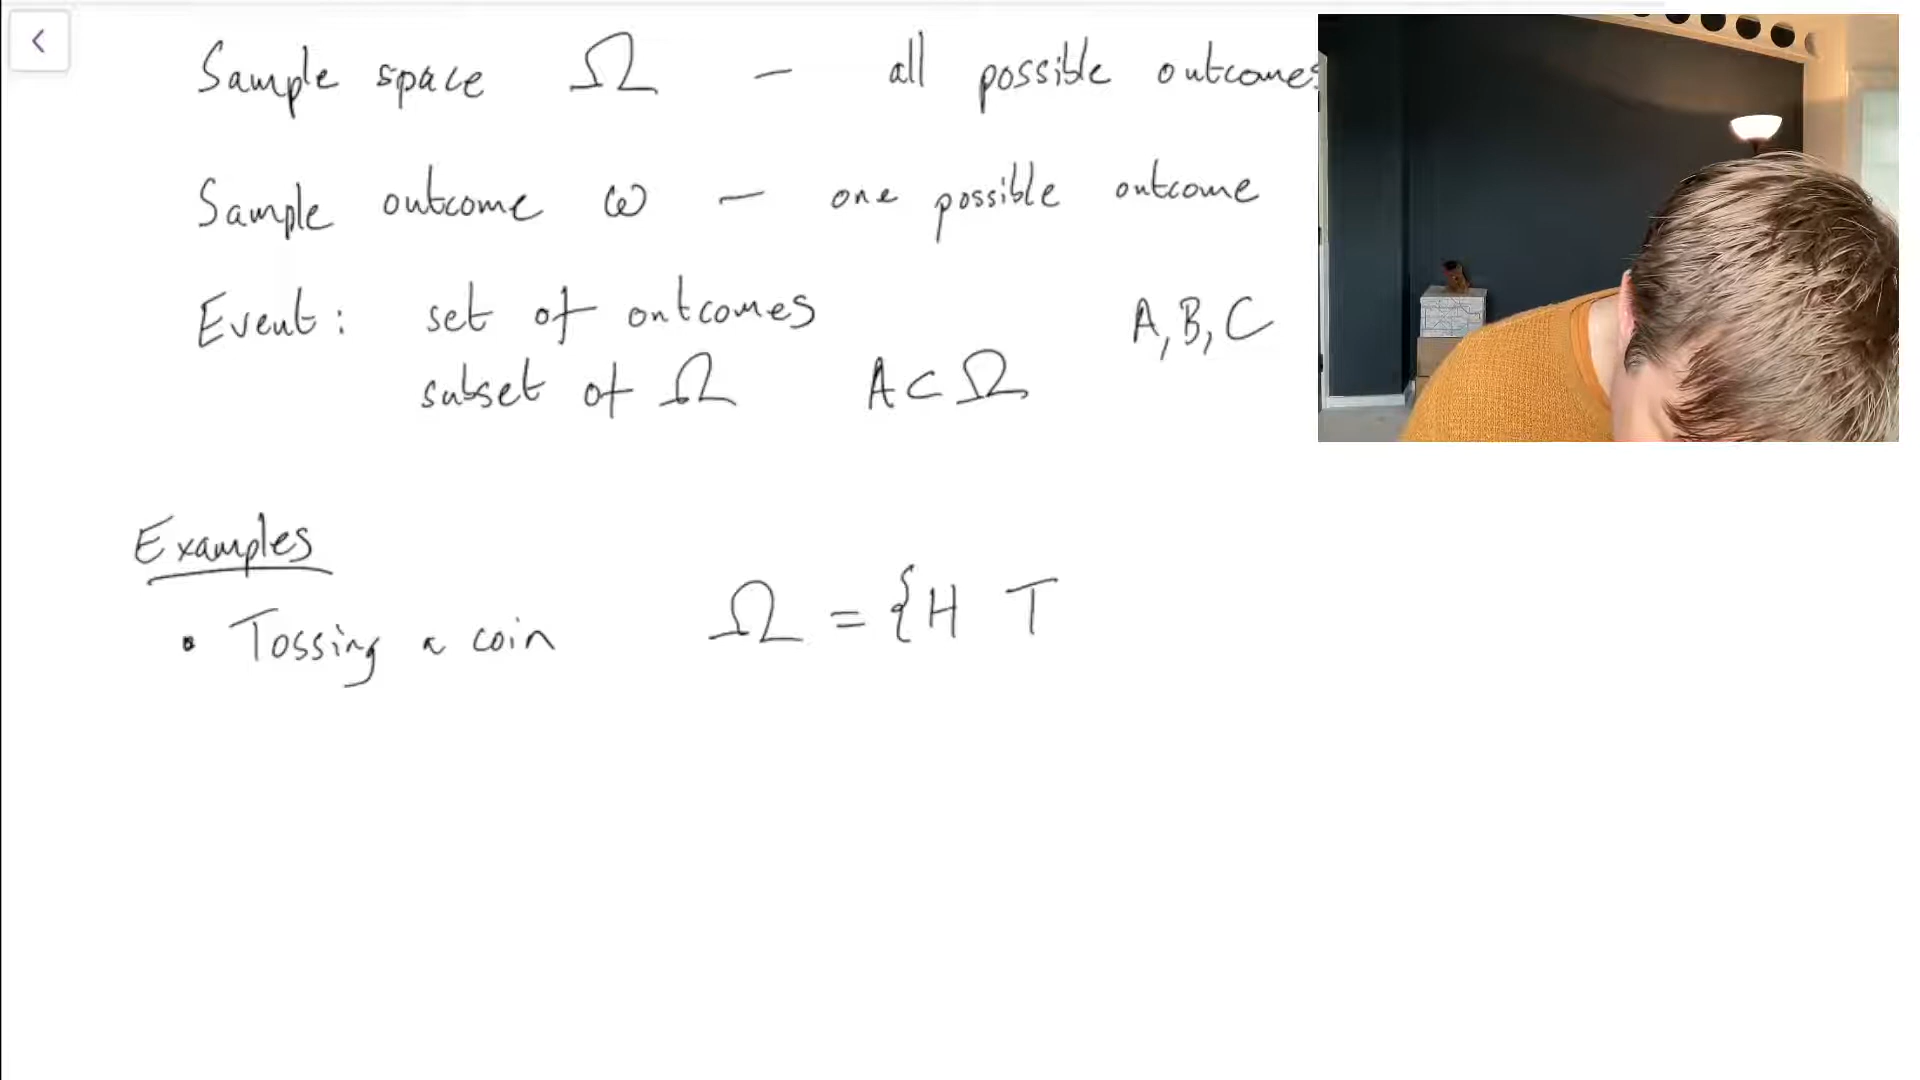 Sample space Ω — all possible outcomes
Sample outcome ω — one possible outcome
Event: set of outcomes A, B, C
subset of Ω A ⊂ Ω
Examples
• Tossing a coin Ω = {H T